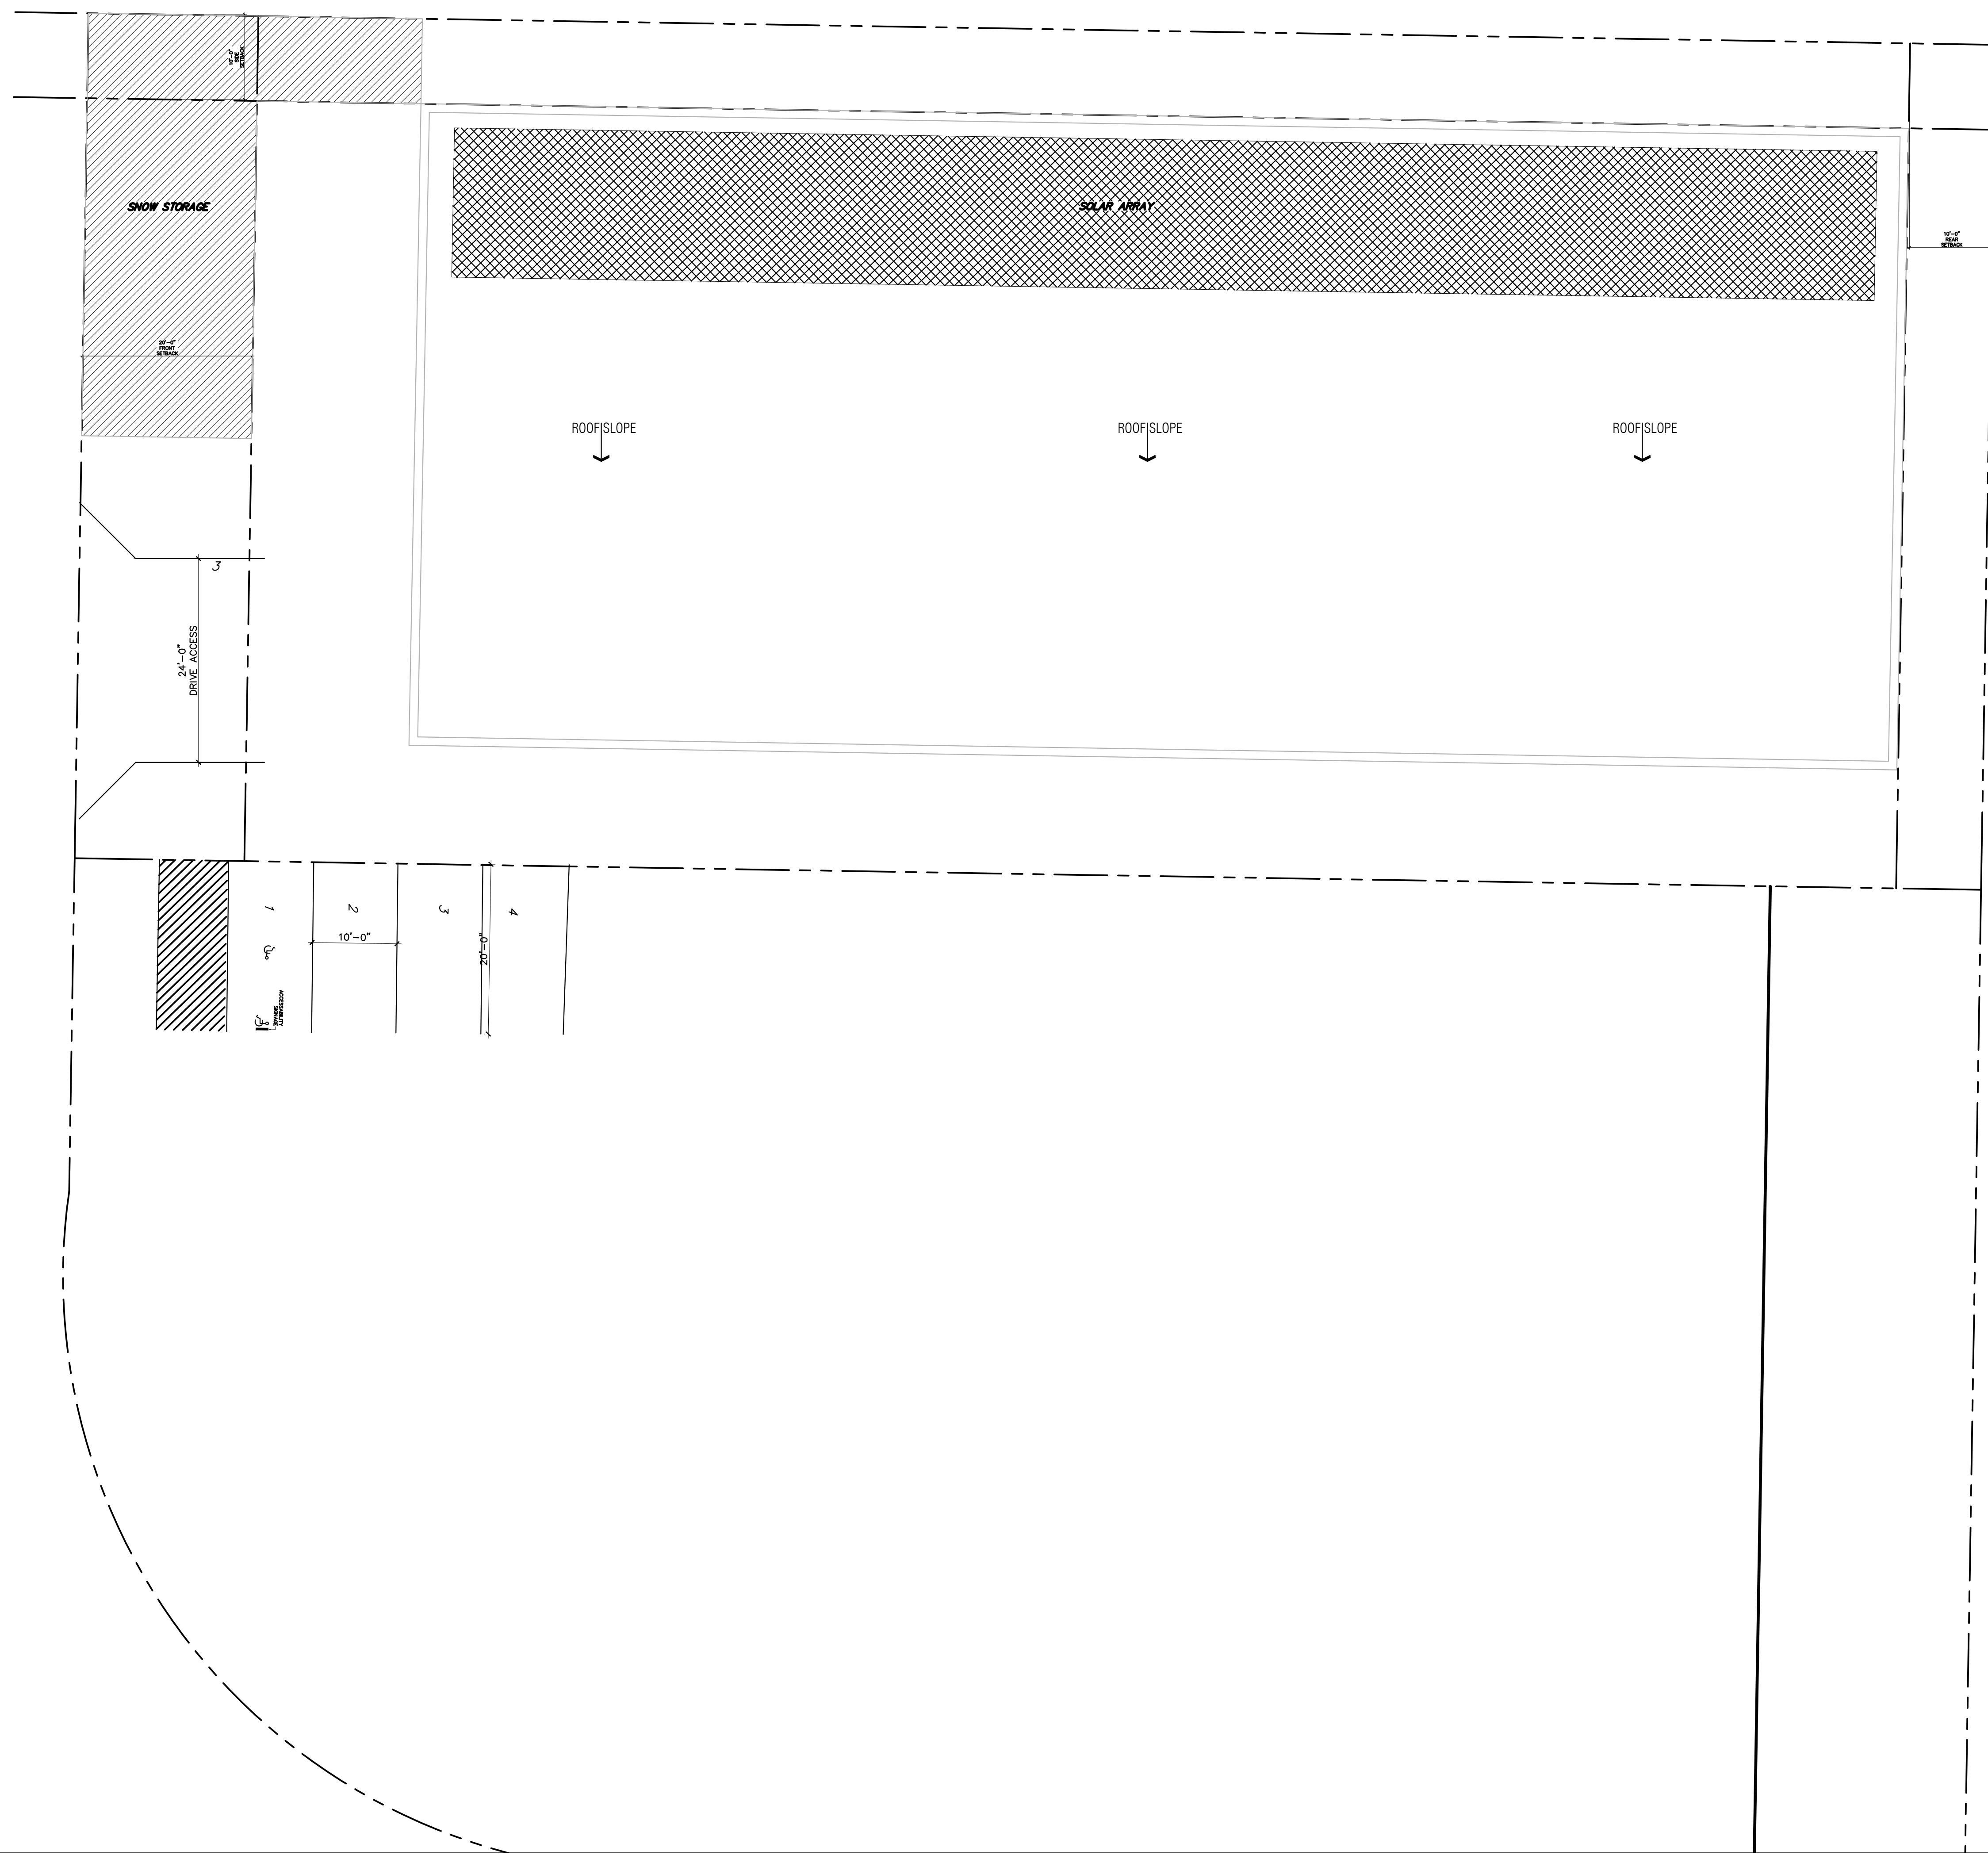 10'-0"
SIDE
SETBACK
SNOW STORAGE
SOLAR ARRAY
10'-0"
REAR
SETBACK
20'-0"
FRONT
SETBACK
ROOF SLOPE
ROOF SLOPE
ROOF SLOPE
3
24'-0"
DRIVE ACCESS
1
2
3
4
10'-0"
20'-0"
ACCESSABILITY
SIGNAGE